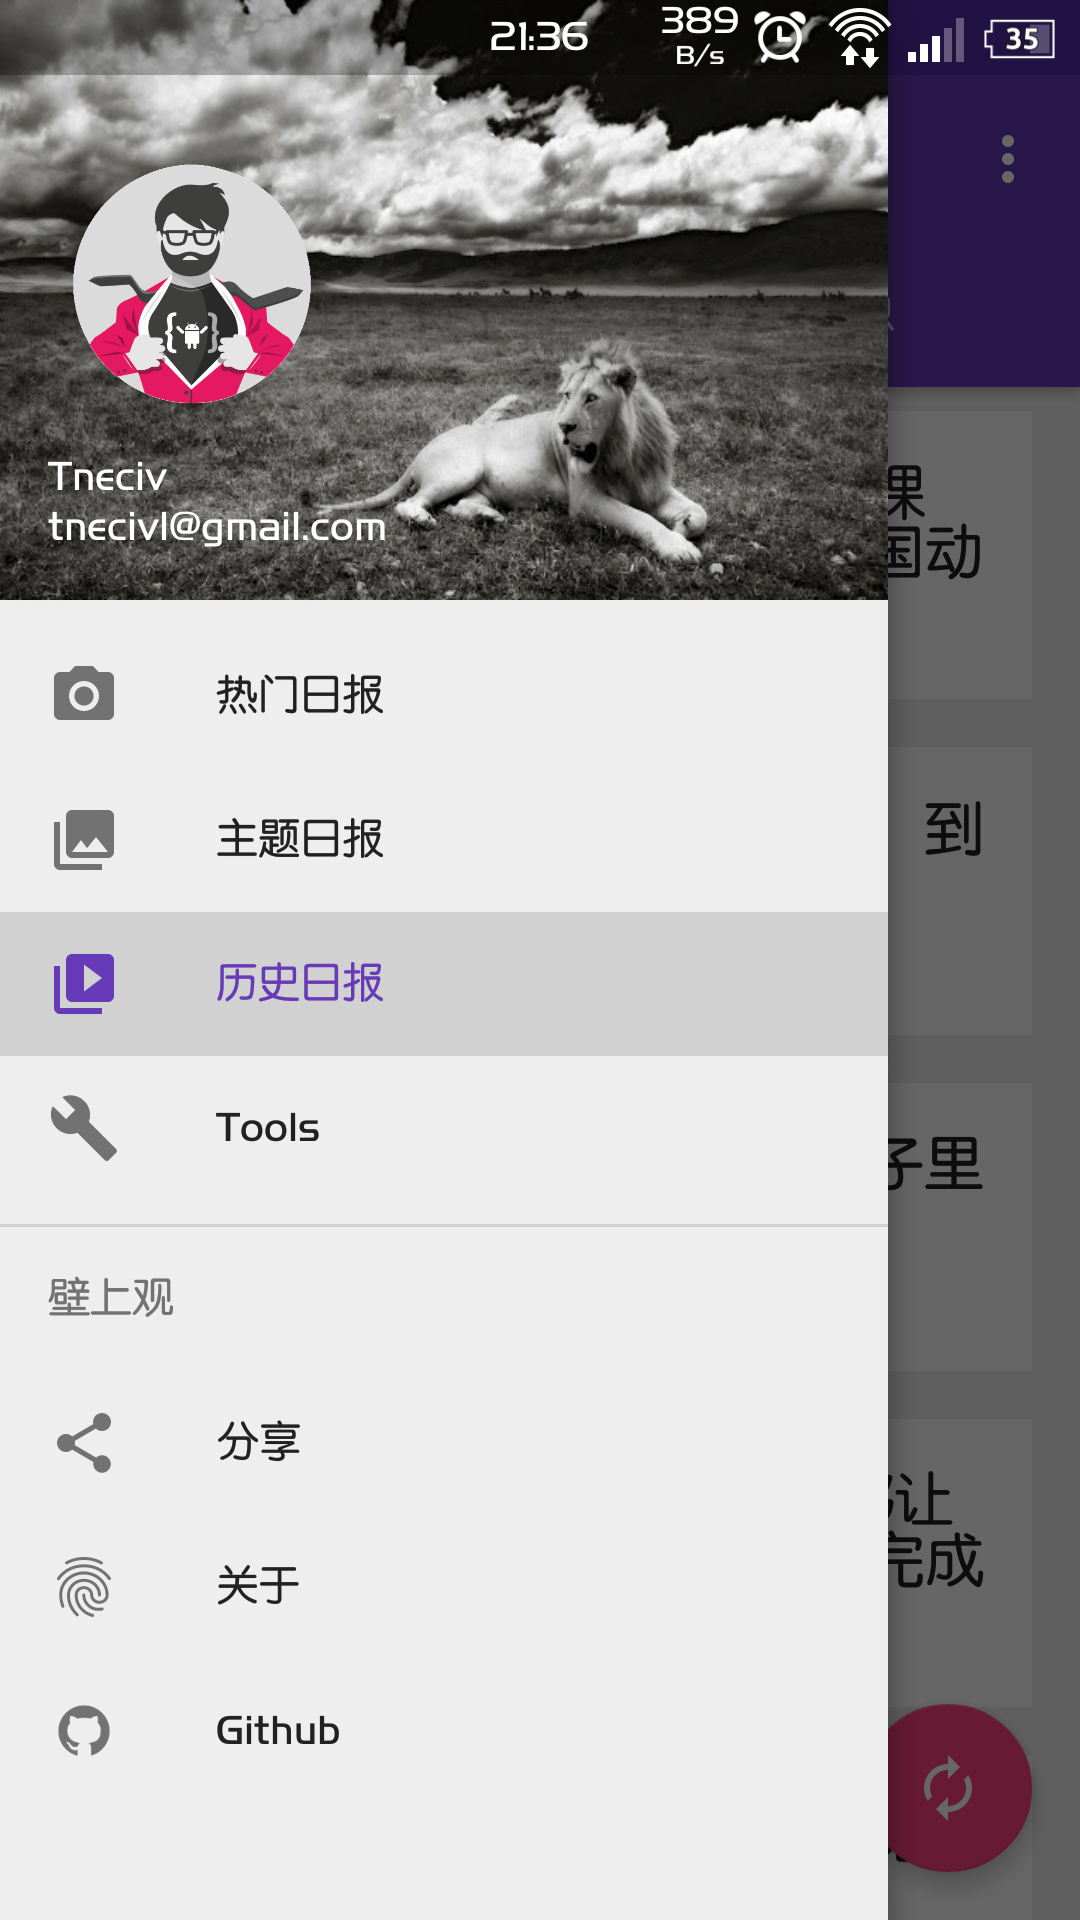 21:36
389
B/s
35
Tneciv
tnecivl@gmail.com
果
国动
热门日报
主题日报
到
历史日报
Tools
子里
壁上观
分享
让
完成
关于
Github